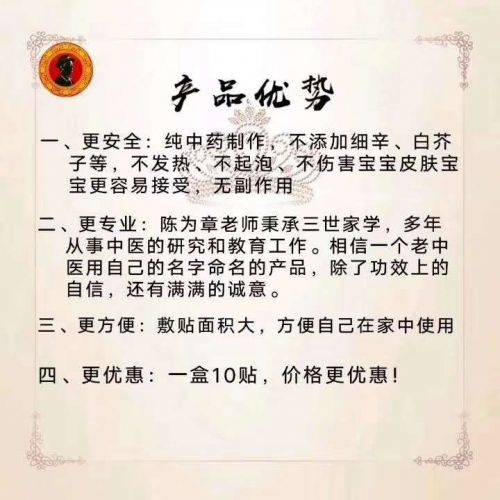 产品优势
一、更安全：纯中药制作，不添加细辛、白芥
子等，不发热、不起泡、不伤害宝宝皮肤宝
宝更容易接受，无副作用
二、更专业：陈为章老师秉承三世家学，多年
从事中医的研究和教育工作。相信一个老中
医用自己的名字命名的产品，除了功效上的
自信，还有满满的诚意。
三、更方便：敷贴面积大，方便自己在家中使用
四、更优惠：一盒10贴，价格更优惠！